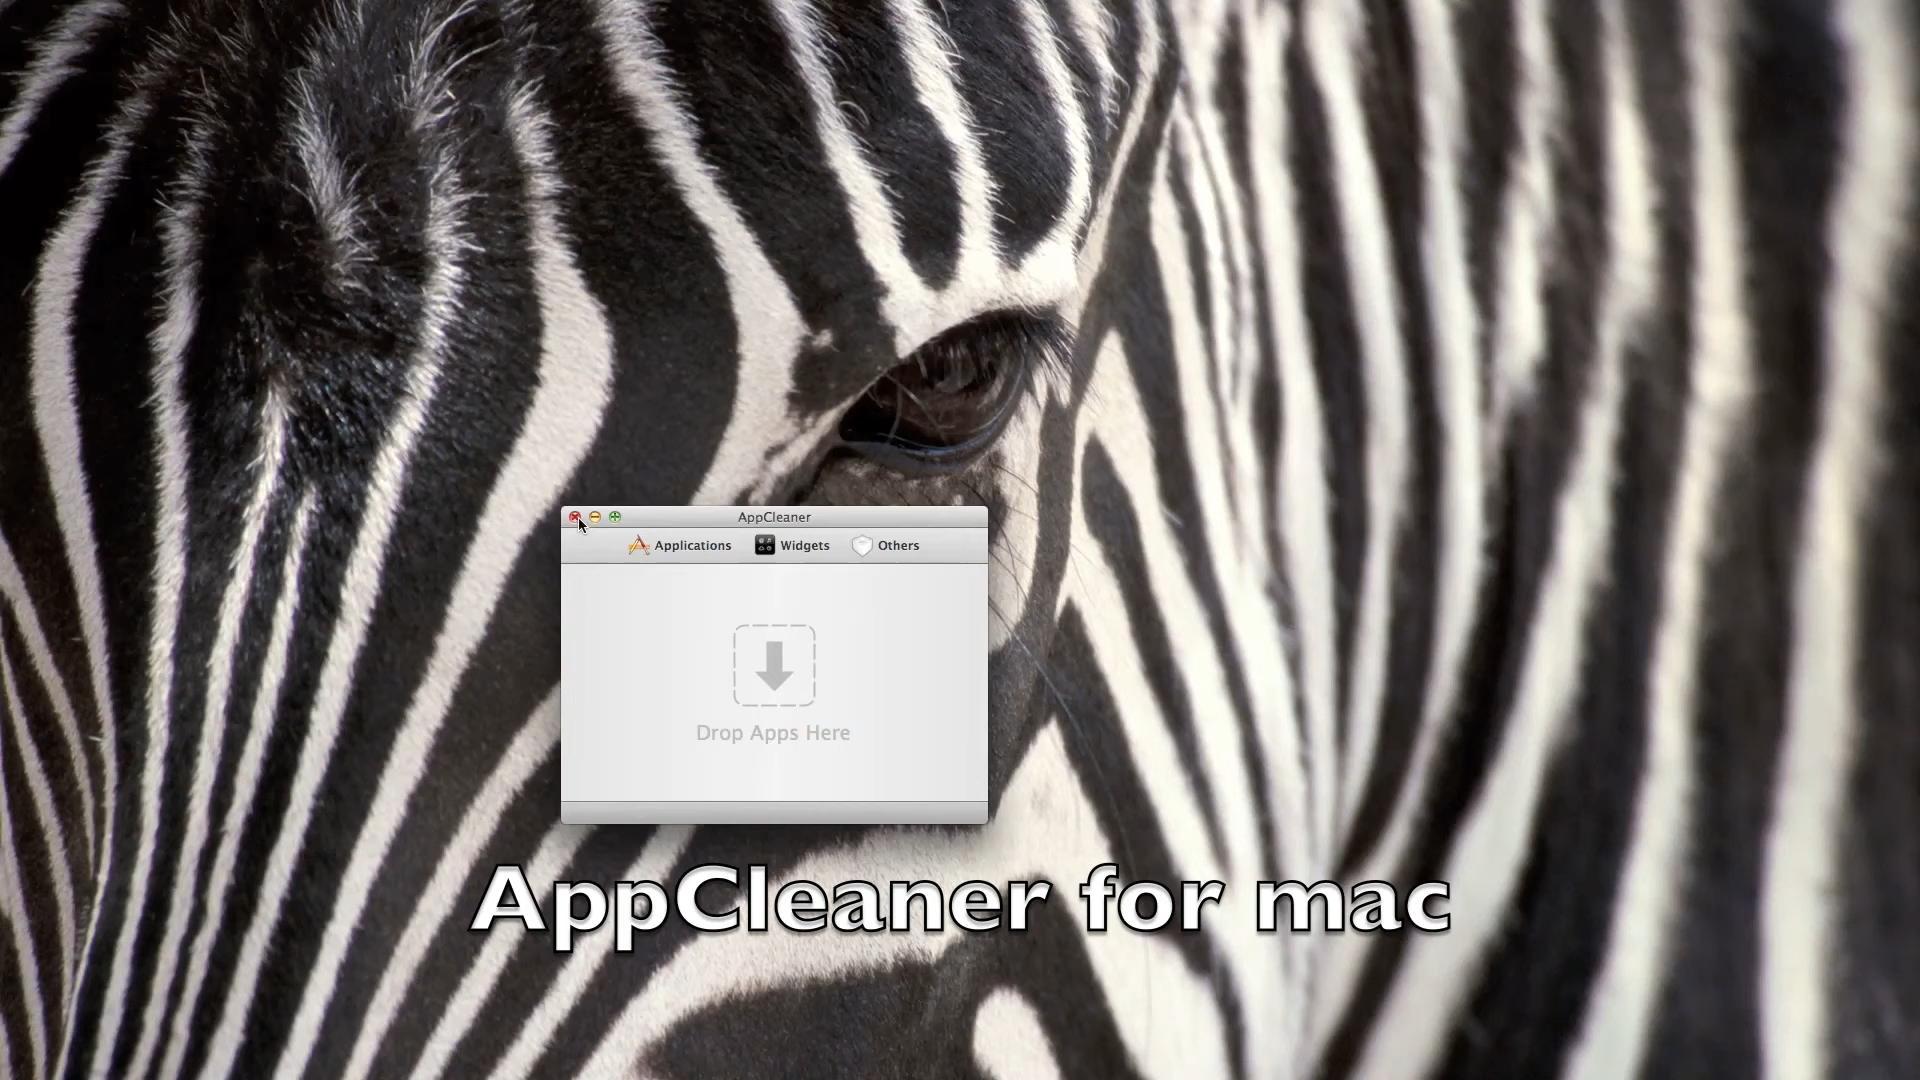 AppCleaner
Applications Widgets Others
Drop Apps Here
AppCleaner for mac